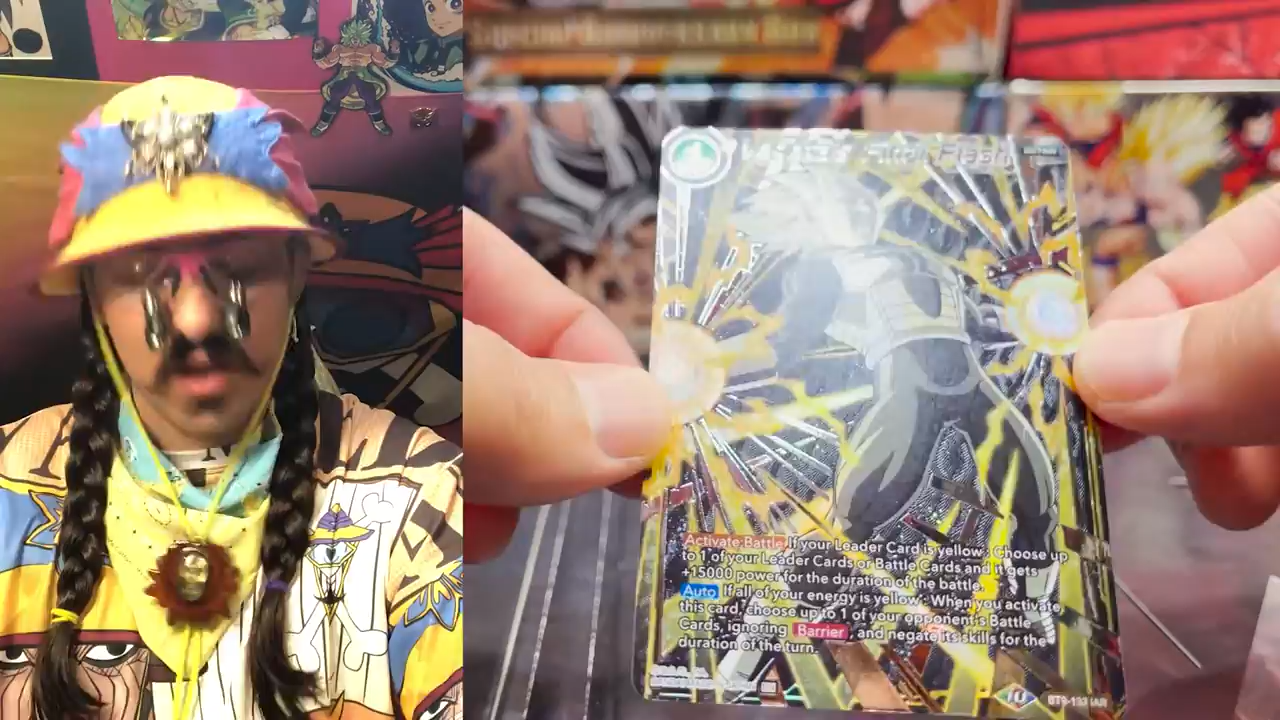 Final Flash
Activate:Battle If your Leader Card is yellow : Choose up
to 1 of your Leader Cards or Battle Cards and it gets
+15000 power for the duration of the battle.
Auto If all of your energy is yellow : When you activate
this card, choose up to 1 of your opponent's Battle
Cards, ignoring Barrier, and negate its skills for the
duration of the turn.